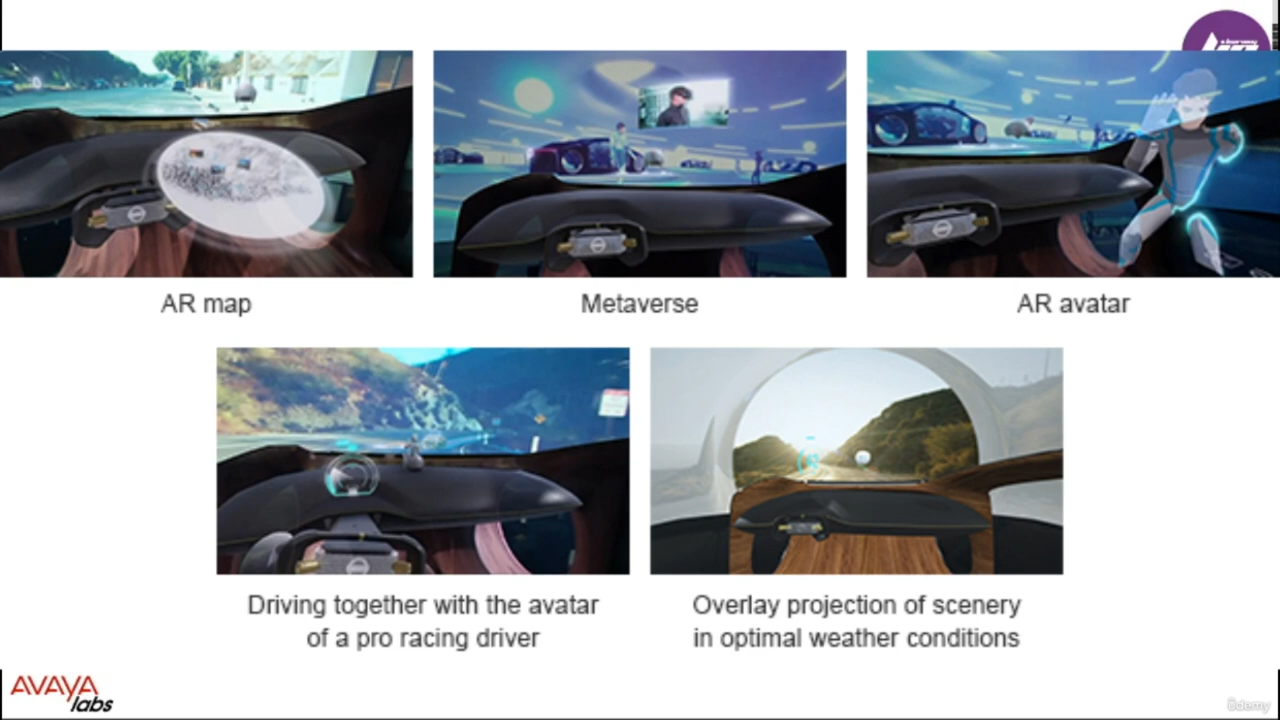 AR map
Metaverse
AR avatar
Driving together with the avatar
of a pro racing driver
Overlay projection of scenery
in optimal weather conditions
AVAYA
labs
Udemy